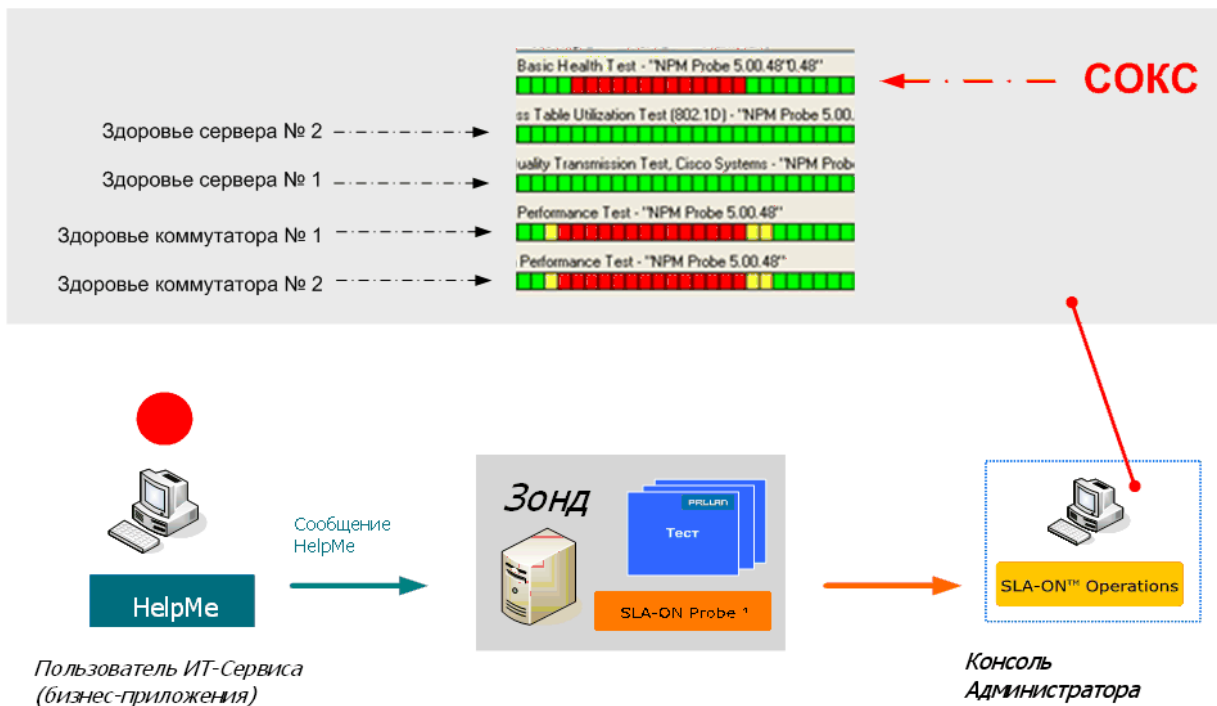 Basic Health Test - "NPM Probe 5.00.48"0.48"
СОКС
ss Table Utilization Test (802.1D) - "NPM Probe 5.00.
Здоровье сервера № 2
uality Transmission Test, Cisco Systems - "NPM Probe
Здоровье сервера № 1
Performance Test - "NPM Probe 5.00.48"
Здоровье коммутатора № 1
Performance Test - "NPM Probe 5.00.48"
Здоровье коммутатора № 2
Зонд
PRLLAN
Тест
Сообщение
HelpMe
HelpMe
SLA-ON Probe ¹
SLA-ON™ Operations
Пользователь ИТ-Сервиса
(бизнес-приложения)
Консоль
Администратора